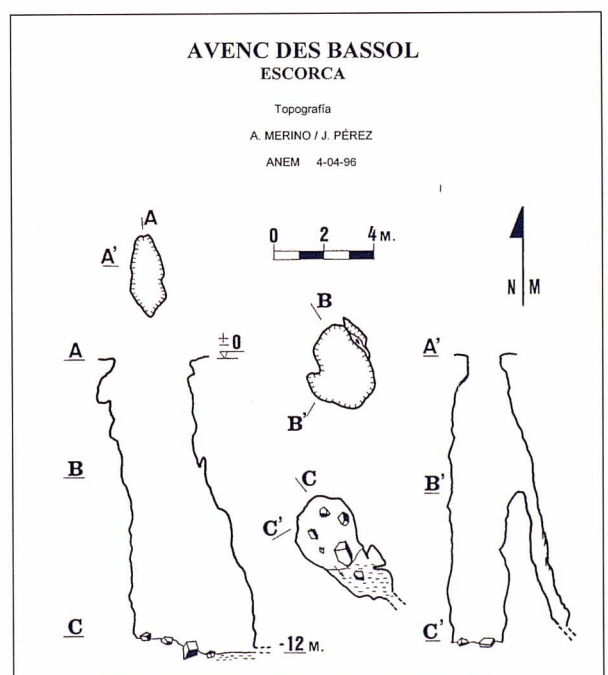 AVENC DES BASSOL
ESCORCA
Topografía
A. MERINO / J. PÉREZ
ANEM 4-04-96
A
A'
0 2 4 M.
N M
B
B'
A
±0
A'
B
B'
C
C'
C
-12 M.
C'